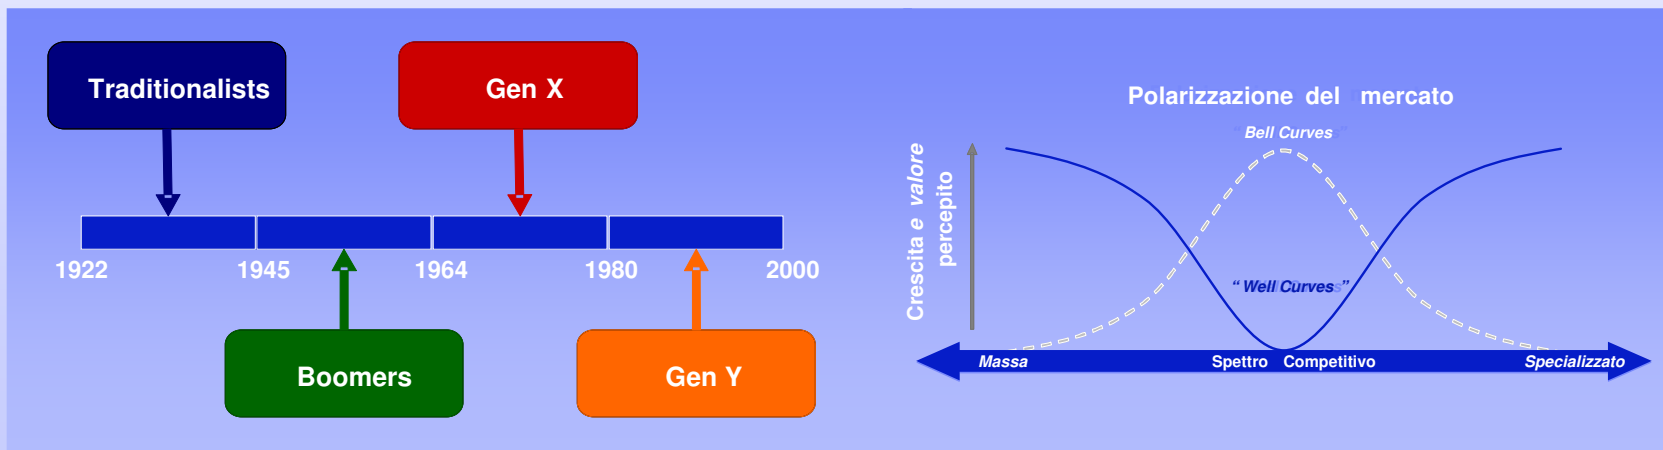 Traditionalists
Gen X
1922
1945
1964
1980
2000
Boomers
Gen Y
Polarizzazione del mercato
“ Bell Curves”
Crescita e valore
percepito
“ Well Curves”
Massa
Spettro Competitivo
Specializzato